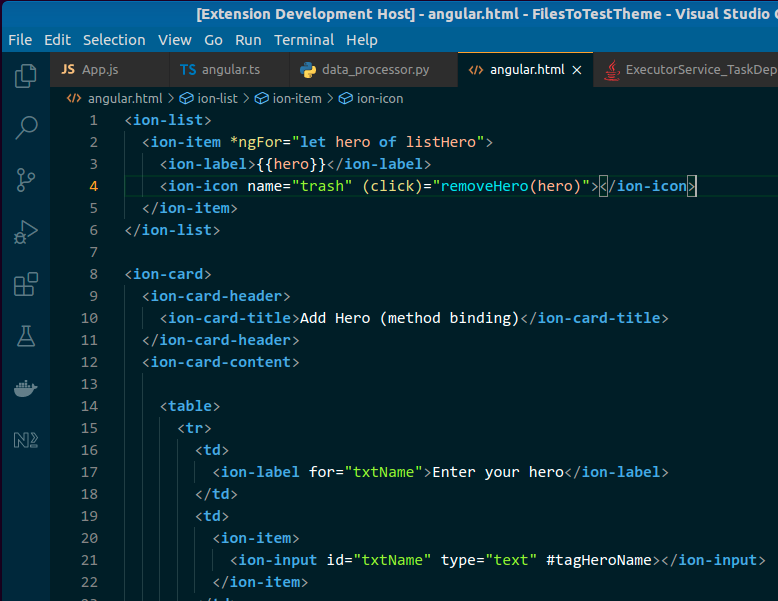 [Extension Development Host] - angular.html - FilesToTestTheme - Visual Studio
File Edit Selection View Go Run Terminal Help
JS App.js TS angular.ts data_processor.py <> angular.html × ExecutorService_TaskDep
<> angular.html > ion-list > ion-item > ion-icon
1 <ion-list>
2 <ion-item *ngFor="let hero of listHero">
3 <ion-label>{{hero}}</ion-label>
4 <ion-icon name="trash" (click)="removeHero(hero)"></ion-icon>
5 </ion-item>
6 </ion-list>
7
8 <ion-card>
9 <ion-card-header>
10 <ion-card-title>Add Hero (method binding)</ion-card-title>
11 </ion-card-header>
12 <ion-card-content>
13
14 <table>
15 <tr>
16 <td>
17 <ion-label for="txtName">Enter your hero</ion-label>
18 </td>
19 <td>
20 <ion-item>
21 <ion-input id="txtName" type="text" #tagHeroName></ion-input>
22 </ion-item>